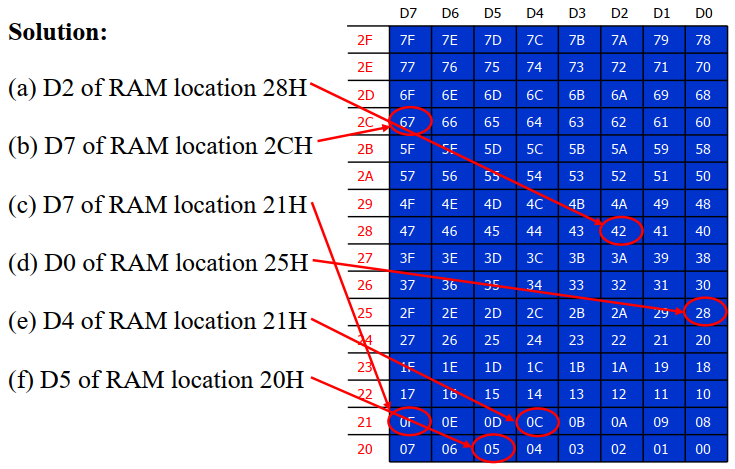 Solution:
(a) D2 of RAM location 28H
(b) D7 of RAM location 2CH
(c) D7 of RAM location 21H
(d) D0 of RAM location 25H
(e) D4 of RAM location 21H
(f) D5 of RAM location 20H
D7 D6 D5 D4 D3 D2 D1 D0
2F 7F 7E 7D 7C 7B 7A 79 78
2E 77 76 75 74 73 72 71 70
2D 6F 6E 6D 6C 6B 6A 69 68
2C 67 66 65 64 63 62 61 60
2B 5F 5E 5D 5C 5B 5A 59 58
2A 57 56 55 54 53 52 51 50
29 4F 4E 4D 4C 4B 4A 49 48
28 47 46 45 44 43 42 41 40
27 3F 3E 3D 3C 3B 3A 39 38
26 37 36 35 34 33 32 31 30
25 2F 2E 2D 2C 2B 2A 29 28
24 27 26 25 24 23 22 21 20
23 1F 1E 1D 1C 1B 1A 19 18
22 17 16 15 14 13 12 11 10
21 0F 0E 0D 0C 0B 0A 09 08
20 07 06 05 04 03 02 01 00